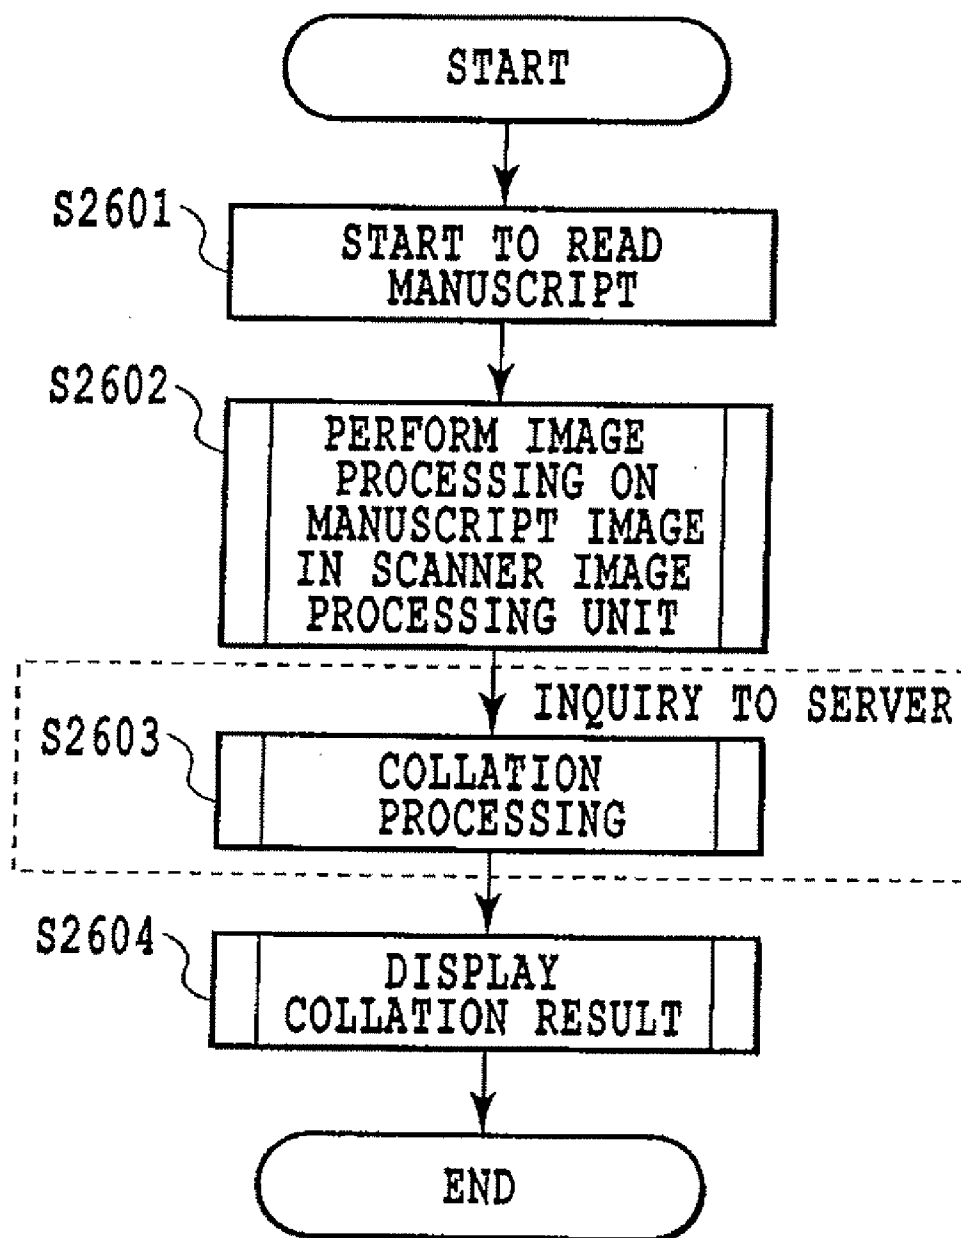 START
S2601
START TO READ
MANUSCRIPT
S2602
PERFORM IMAGE
PROCESSING ON
MANUSCRIPT IMAGE
IN SCANNER IMAGE
PROCESSING UNIT
INQUIRY TO SERVER
S2603
COLLATION
PROCESSING
S2604
DISPLAY
COLLATION RESULT
END